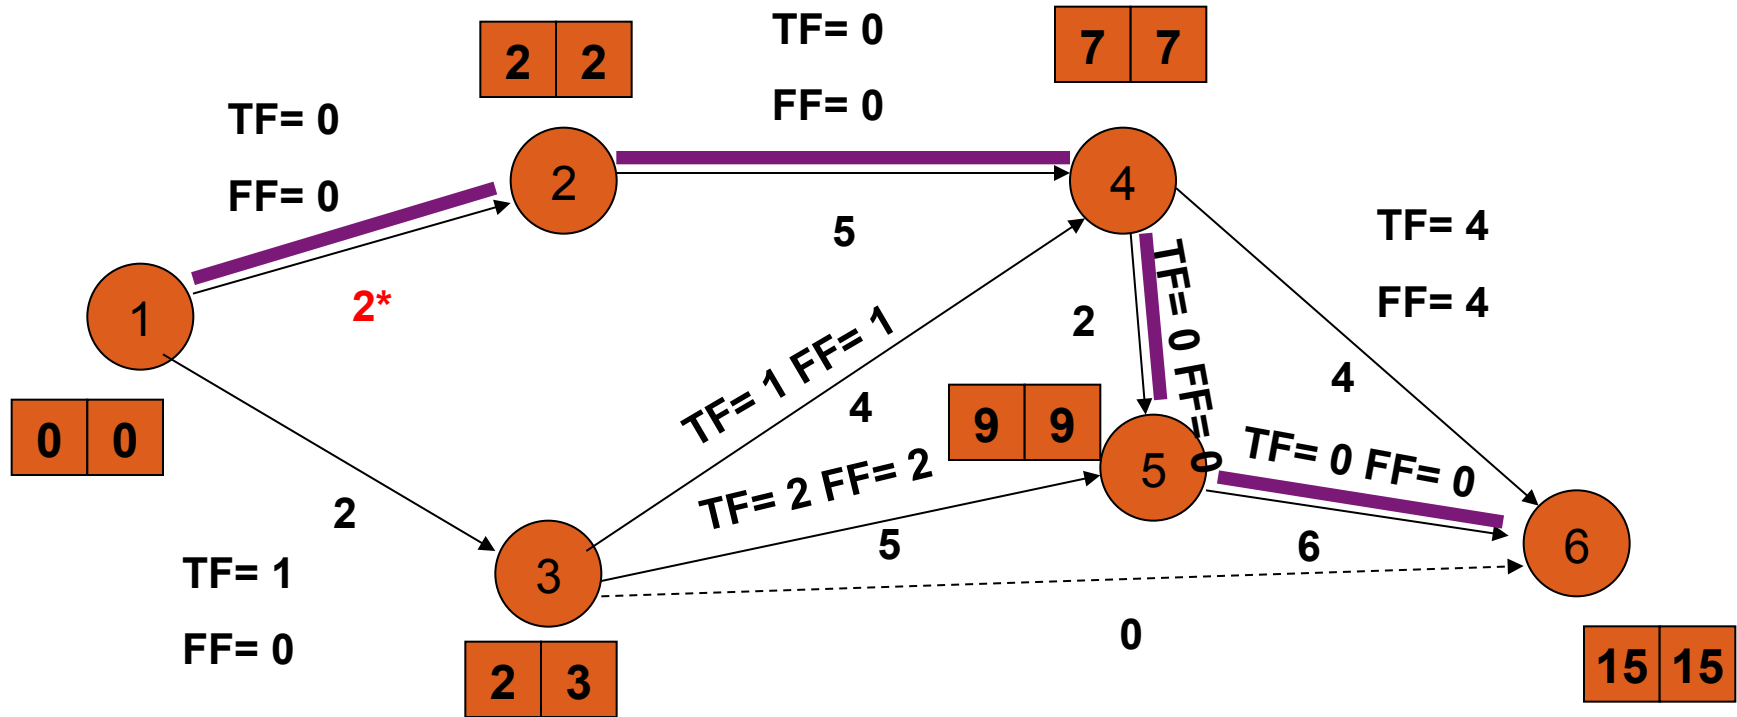 TF= 0
2 2
7 7
TF= 0
FF= 0
FF= 0
2
4
TF= 4
5
FF= 4
1
2*
2
TF= 0 FF= 0
TF= 1 FF= 1
4
4
0 0
9 9
TF= 0 FF= 0
5
TF= 2 FF= 2
2
5
6
6
TF= 1
3
FF= 0
0
2 3
15 15